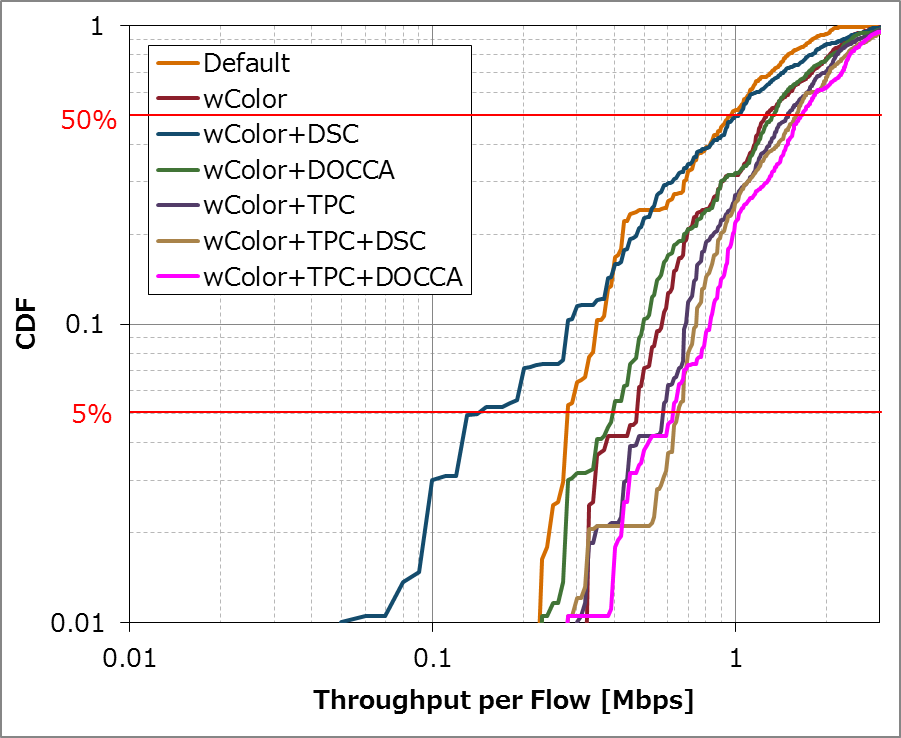 1
Default
wColor
50%
wColor+DSC
wColor+DOCCA
wColor+TPC
wColor+TPC+DSC
wColor+TPC+DOCCA
CDF
0.1
5%
0.01
0.01 0.1 1
Throughput per Flow [Mbps]